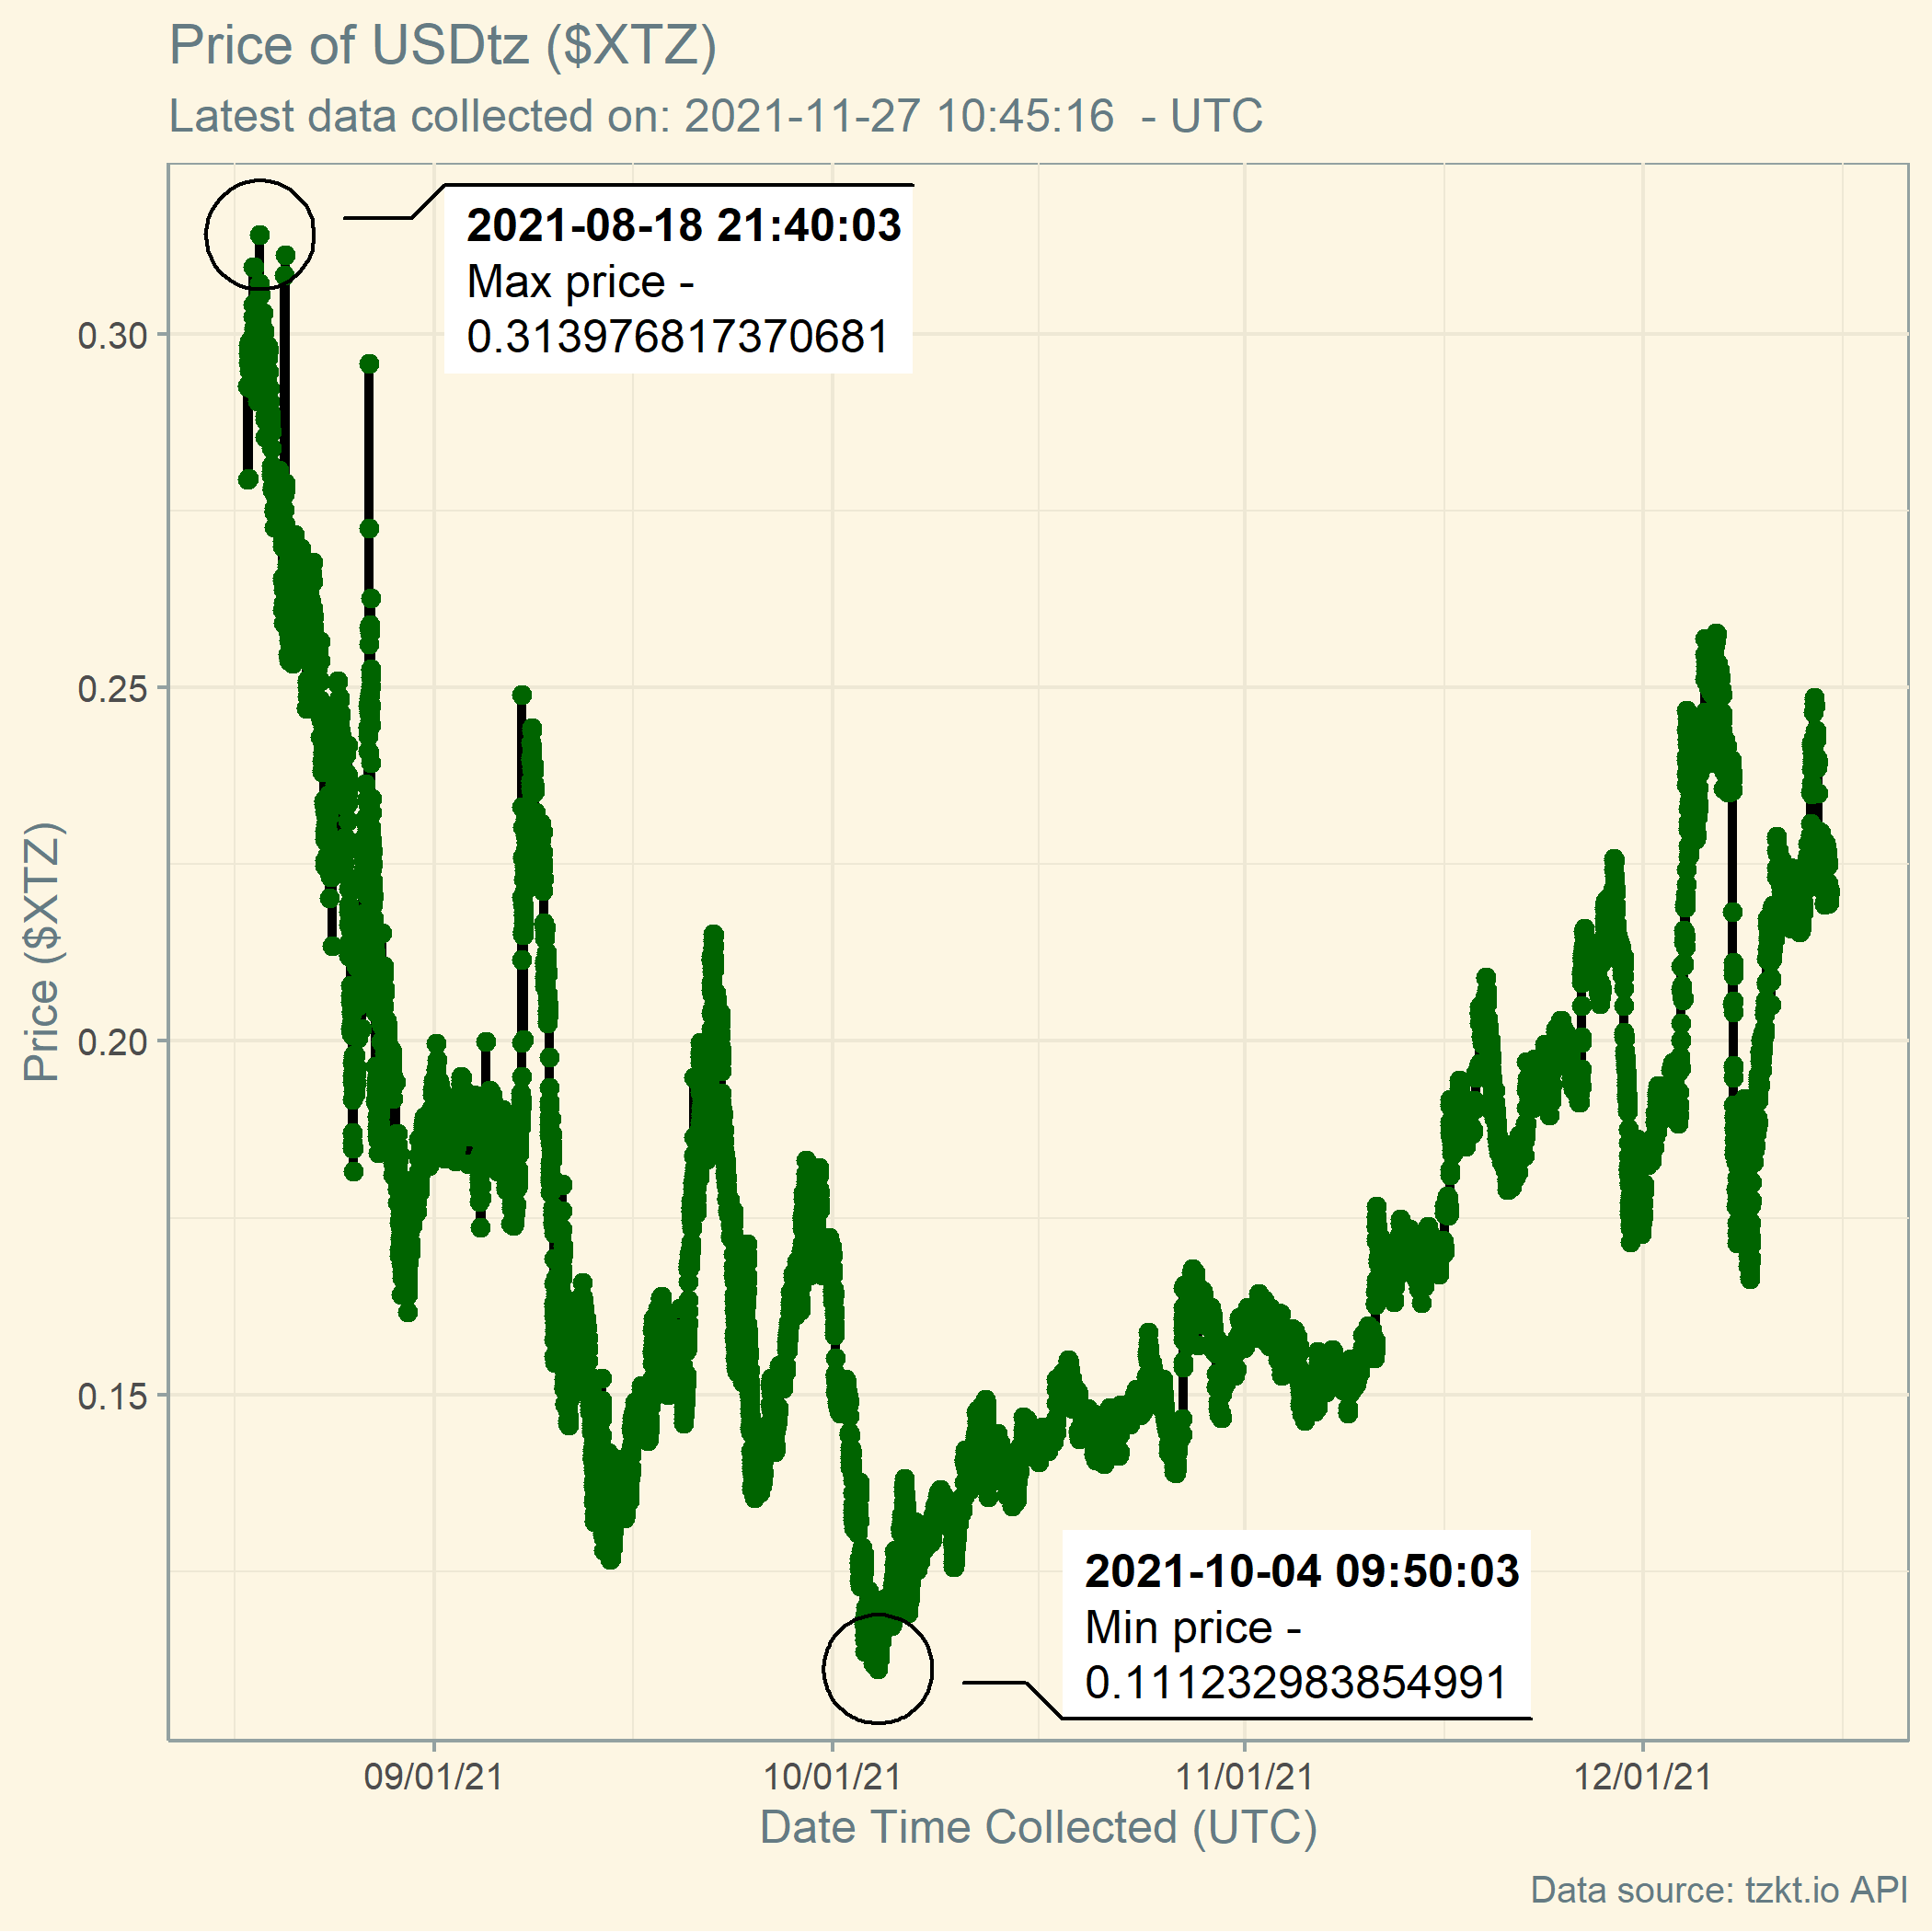 Price of USDtz ($XTZ)
Latest data collected on: 2021-11-27 10:45:16  - UTC
2021-08-18 21:40:03
Max price -
0.313976817370681
0.30
0.25
0.20
0.15
Price ($XTZ)
2021-10-04 09:50:03
Min price -
0.111232983854991
09/01/21
10/01/21
11/01/21
12/01/21
Date Time Collected (UTC)
Data source: tzkt.io API